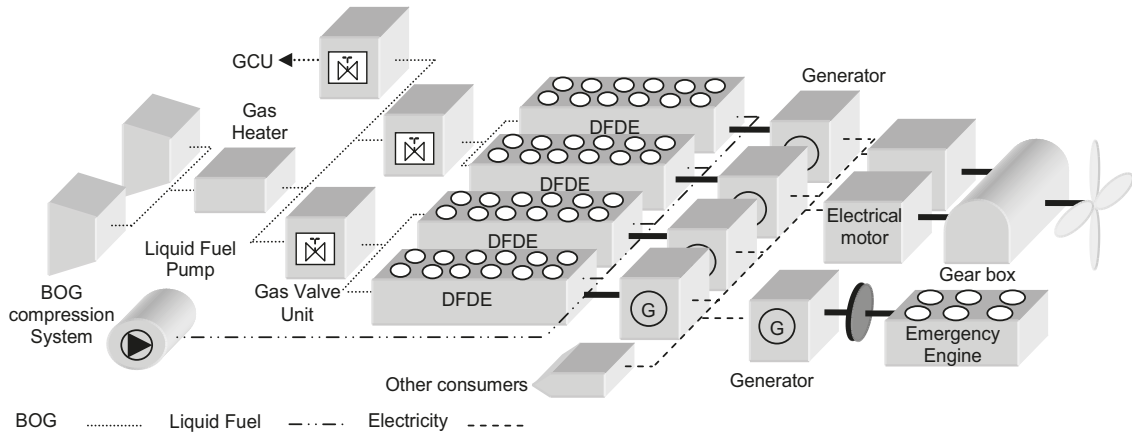 GCU
Generator
Gas
Heater
DFDE
DFDE
DFDE
DFDE
Liquid Fuel
Pump
Gas Valve
Unit
BOG
compression
System
Electrical
motor
Gear box
G
G
Emergency
Engine
Generator
Other consumers
BOG
Liquid Fuel
Electricity